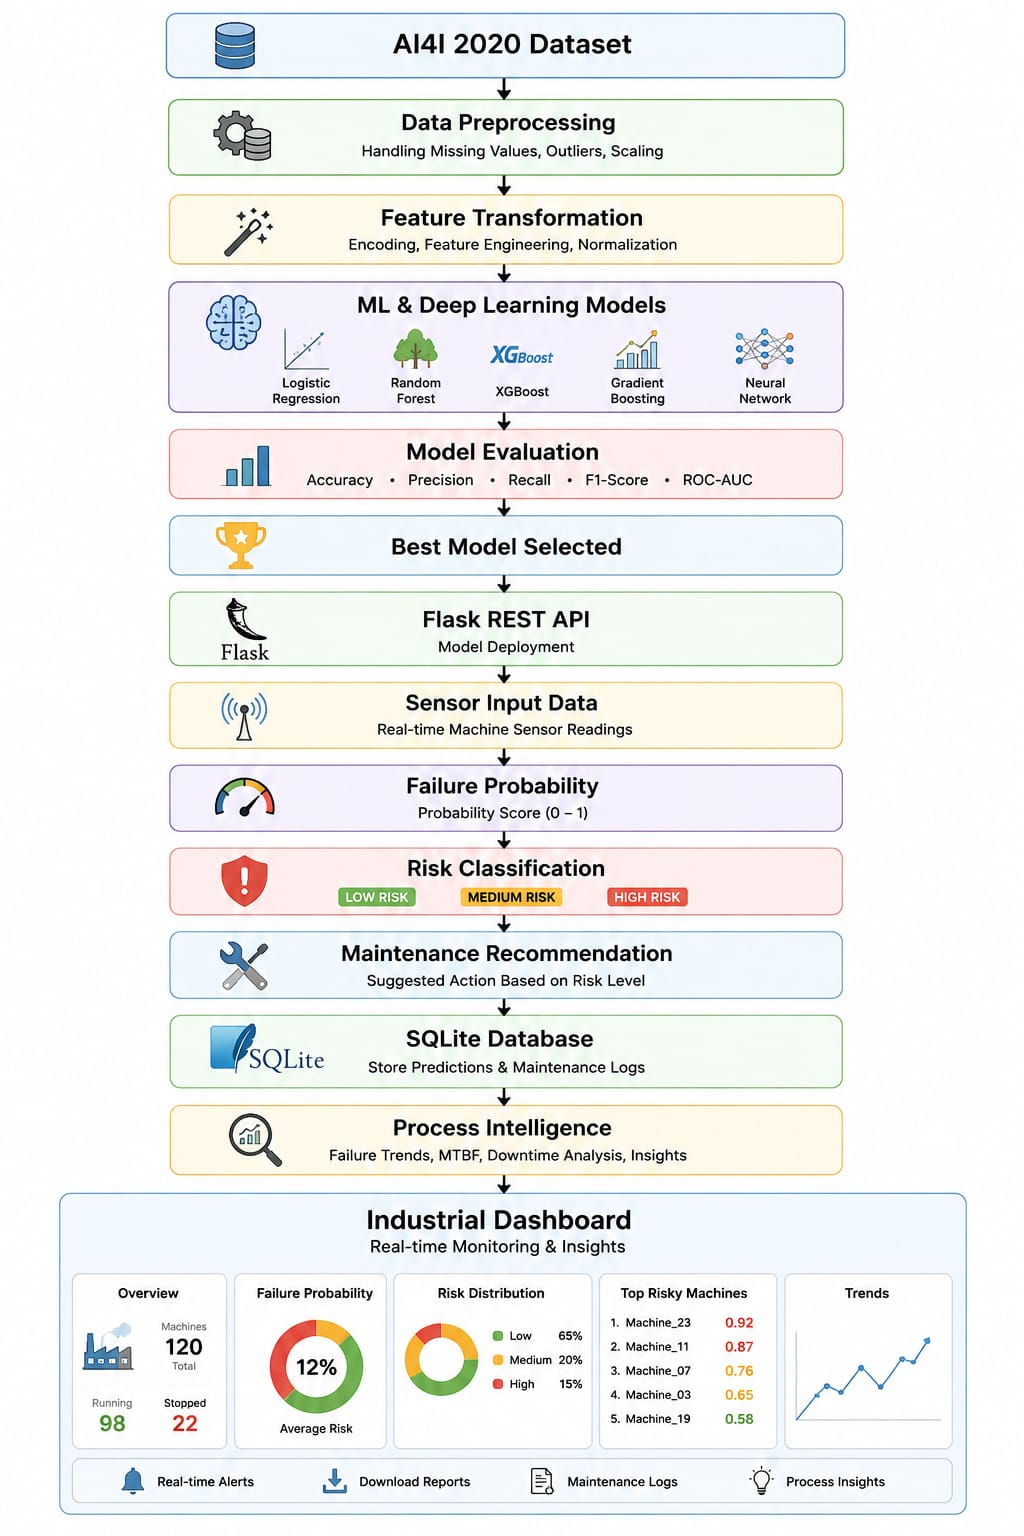 AI4I 2020 Dataset
Data Preprocessing
Handling Missing Values, Outliers, Scaling
Feature Transformation
Encoding, Feature Engineering, Normalization
ML & Deep Learning Models
Logistic
Regression
Random
Forest
XGBoost
XGBoost
Gradient
Boosting
Neural
Network
Model Evaluation
Accuracy • Precision • Recall • F1-Score • ROC-AUC
Best Model Selected
Flask
Flask REST API
Model Deployment
Sensor Input Data
Real-time Machine Sensor Readings
Failure Probability
Probability Score (0 – 1)
Risk Classification
LOW RISK
MEDIUM RISK
HIGH RISK
Maintenance Recommendation
Suggested Action Based on Risk Level
SQLite
SQLite Database
Store Predictions & Maintenance Logs
Process Intelligence
Failure Trends, MTBF, Downtime Analysis, Insights
Industrial Dashboard
Real-time Monitoring & Insights
Overview
Machines
120
Total
Running
98
Stopped
22
Failure Probability
12%
Average Risk
Risk Distribution
Low 65%
Medium 20%
High 15%
Top Risky Machines
1. Machine_23 0.92
2. Machine_11 0.87
3. Machine_07 0.76
4. Machine_03 0.65
5. Machine_19 0.58
Trends
Real-time Alerts
Download Reports
Maintenance Logs
Process Insights